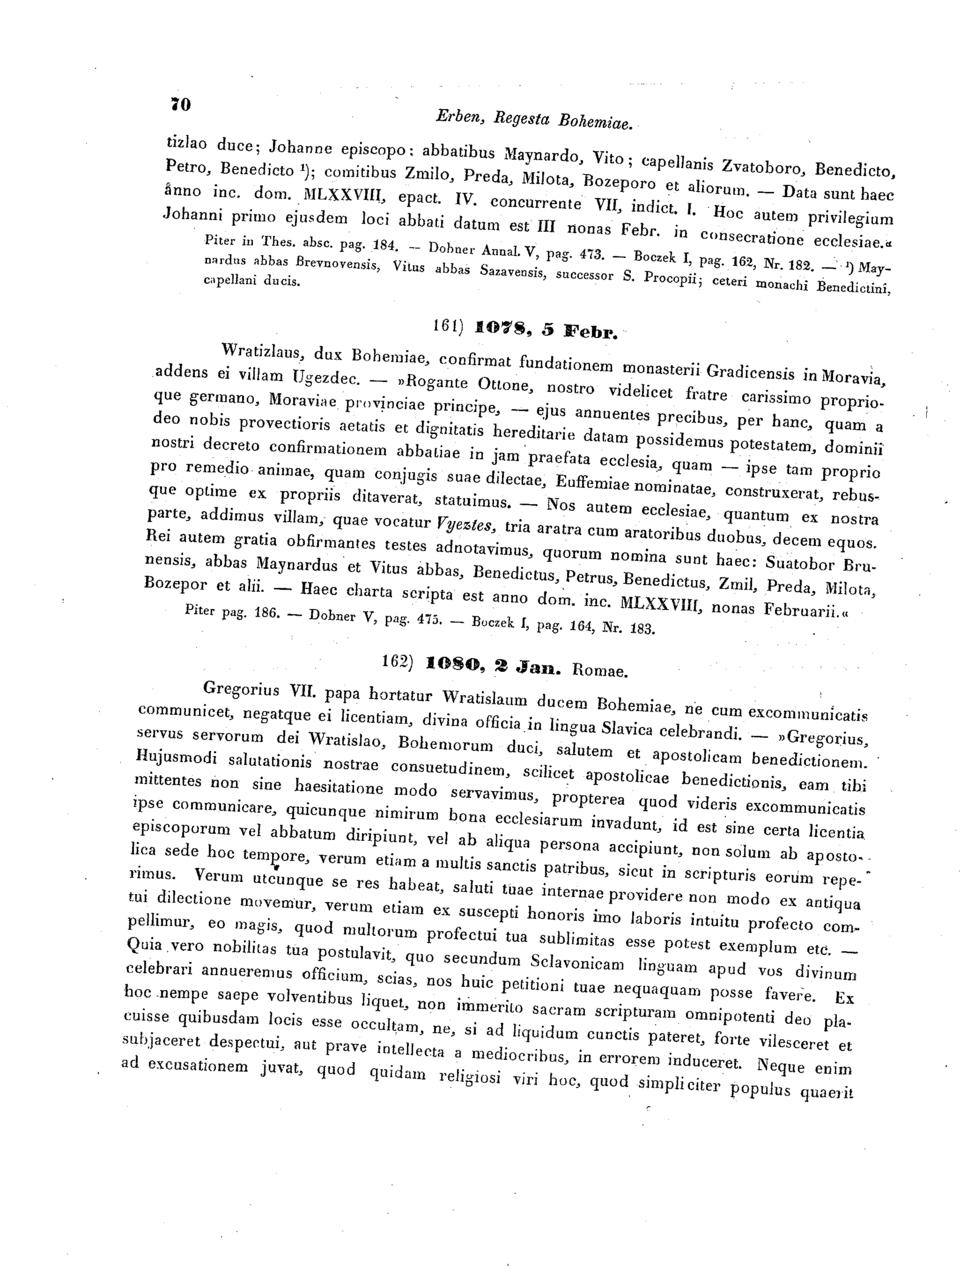 70
Erben, Regesta Bohemiae.
tizlao duce; Johanne episcopo: abbatibus Maynardo, Vito; capellanis Zvatoboro, Benedicto,
Petro, Benedicto ¹); comitibus Zmilo, Preda, Milota, Bozeporo et aliorum. — Data sunt haec
anno inc. dom. MLXXVIII, epact. IV. concurrente VII, indict. I. Hoc autem privilegium
Johanni primo ejusdem loci abbati datum est III nonas Febr. in consecratione ecclesiae.«
Piter in Thes. absc. pag. 184. — Dobner Annal. V, pag. 473. — Boczek I, pag. 162, Nr. 182. — ¹) May-
nardus abbas Brevnovensis, Vitus abbas Sazavensis, successor S. Procopii; ceteri monachi Benedictini,
capellani ducis.
161) 1078, 5 Febr.
Wratizlaus, dux Bohemiae, confirmat fundationem monasterii Gradicensis in Moravia,
addens ei villam Ugezdec. — »Rogante Ottone, nostro videlicet fratre carissimo proprio-
que germano, Moraviae provinciae principe, — ejus annuentes precibus, per hanc, quam a
deo nobis provectioris aetatis et dignitatis hereditarie datam possidemus potestatem, dominii
nostri decreto confirmationem abbatiae in jam praefata ecclesia, quam — ipse tam proprio
pro remedio animae, quam conjugis suae dilectae, Euffemiae nominatae, construxerat, rebus-
que optime ex propriis ditaverat, statuimus. — Nos autem ecclesiae, quantum ex nostra
parte, addimus villam, quae vocatur Vyeztes, tria aratra cum aratoribus duobus, decem equos.
Rei autem gratia obfirmantes testes adnotavimus, quorum nomina sunt haec: Suatobor Bru-
nensis, abbas Maynardus et Vitus abbas, Benedictus, Petrus, Benedictus, Zmil, Preda, Milota,
Bozepor et alii. — Haec charta scripta est anno dom. inc. MLXXVIII, nonas Februarii.«
Piter pag. 186. — Dobner V, pag. 475. — Boczek I, pag. 164, Nr. 183.
162) 1080, 2 Jan. Romae.
Gregorius VII. papa hortatur Wratislaum ducem Bohemiae, ne cum excommunicatis
communicet, negatque ei licentiam, divina officia in lingua Slavica celebrandi. — »Gregorius,
servus servorum dei Wratislao, Bohemorum duci, salutem et apostolicam benedictionem.
Hujusmodi salutationis nostrae consuetudinem, scilicet apostolicae benedictionis, eam tibi
mittentes non sine haesitatione modo servavimus, propterea quod videris excommunicatis
ipse communicare, quicunque nimirum bona ecclesiarum invadunt, id est sine certa licentia
episcoporum vel abbatum diripiunt, vel ab aliqua persona accipiunt, non solum ab aposto-
lica sede hoc tempore, verum etiam a multis sanctis patribus, sicut in scripturis eorum repe-
rimus. Verum utcunque se res habeat, saluti tuae internae providere non modo ex antiqua
tui dilectione movemur, verum etiam ex suscepti honoris imo laboris intuitu profecto com-
pellimur, eo magis, quod multorum profectui tua sublimitas esse potest exemplum etc. —
Quia vero nobilitas tua postulavit, quo secundum Sclavonicam linguam apud vos divinum
celebrari annueremus officium, scias, nos huic petitioni tuae nequaquam posse favere. Ex
hoc nempe saepe volventibus liquet, non immerito sacram scripturam omnipotenti deo pla-
cuisse quibusdam locis esse occultam, ne, si ad liquidum cunctis pateret, forte vilesceret et
subjaceret despectui, aut prave intellecta a mediocribus, in errorem induceret. Neque enim
ad excusationem juvat, quod quidam religiosi viri hoc, quod simpliciter populus quaerit